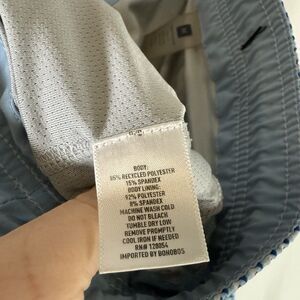 BODY:
85% RECYCLED POLYESTER
15% SPANDEX
BODY LINING:
92% POLYESTER
8% SPANDEX
MACHINE WASH COLD
DO NOT BLEACH
TUMBLE DRY LOW
REMOVE PROMPTLY
COOL IRON IF NEEDED
RN# 128054
IMPORTED BY BONOBOS